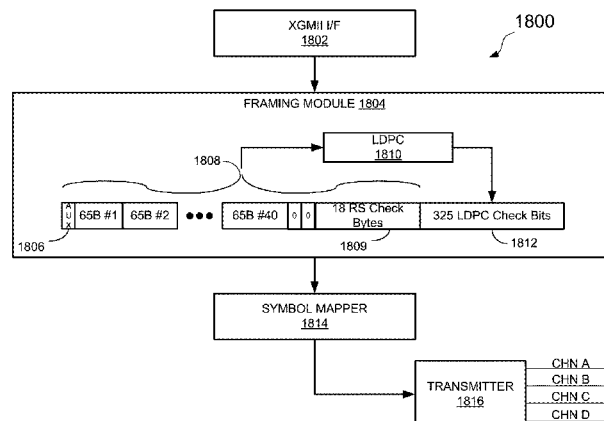 XGMII I/F
1802
1800
FRAMING MODULE 1804
LDPC
1810
1808
A
U
X
65B #1
65B #2
65B #40
0
0
18 RS Check
Bytes
325 LDPC Check Bits
1806
1809
1812
SYMBOL MAPPER
1814
TRANSMITTER
1816
CHN A
CHN B
CHN C
CHN D